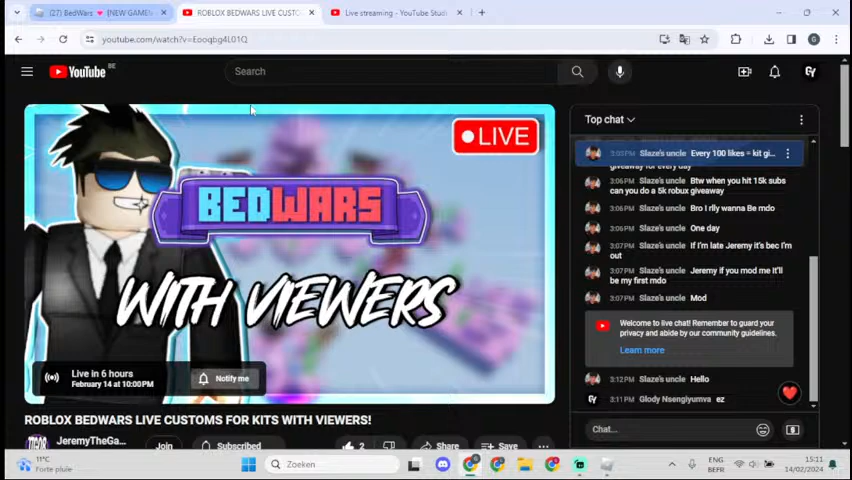 (27) BedWars 💗 [NEW GAME
ROBLOX BEDWARS LIVE CUSTO
Live streaming - YouTube Studi
youtube.com/watch?v=Eooqbg4L01Q
G
YouTube BE
Search
GY
LIVE
BEDWARS
WITH VIEWERS
Live in 6 hours
February 14 at 10:00PM
Notify me
ROBLOX BEDWARS LIVE CUSTOMS FOR KITS WITH VIEWERS!
JeremyTheGa...
Join
Subscribed
2
Share
Save
Top chat
3:05PM Slaze's uncle Every 100 likes = kit gi...
giveaway for every day
3:06PM Slaze's uncle Btw when you hit 15k subs
can you do a 5k robux
giveaway
3:06PM Slaze's uncle Bro I rlly wanna Be mdo
3:06PM Slaze's uncle One day
3:07PM Slaze's uncle If I'm late Jeremy it's bec I'm
out
3:07PM Slaze's uncle Jeremy if you mod me it'll
be my first mdo
3:07PM Slaze's uncle Mod
Welcome to live chat! Remember to guard your
privacy and abide by our community guidelines.
Learn more
3:12PM Slaze's uncle Hello
GY 3:11PM Glody Nsengiyumva ez
Chat...
11°C
Forte pluie
Zoeken
ENG
BEFR
15:11
14/02/2024